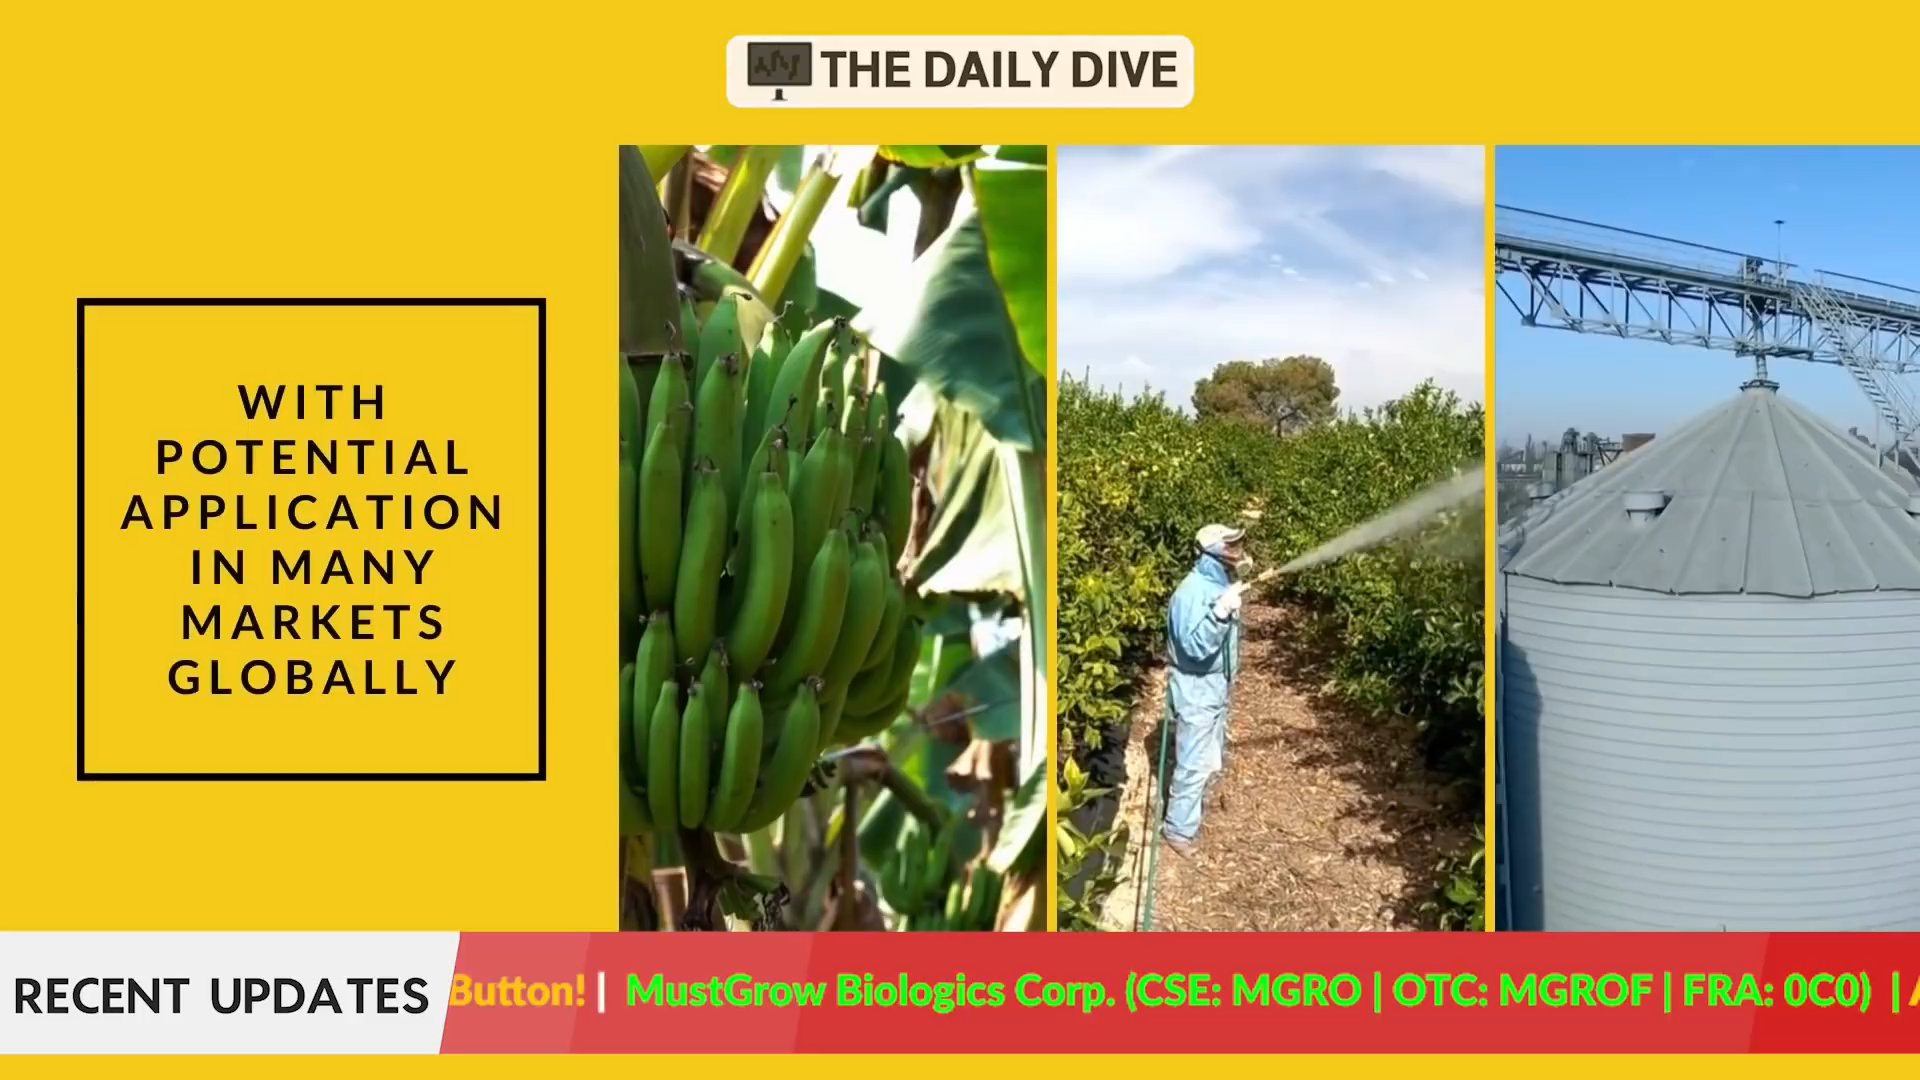 THE DAILY DIVE
WITH
POTENTIAL
APPLICATION
IN MANY
MARKETS
GLOBALLY
RECENT UPDATES
Button! | MustGrow Biologics Corp. (CSE: MGRO | OTC: MGROF | FRA: 0C0) |